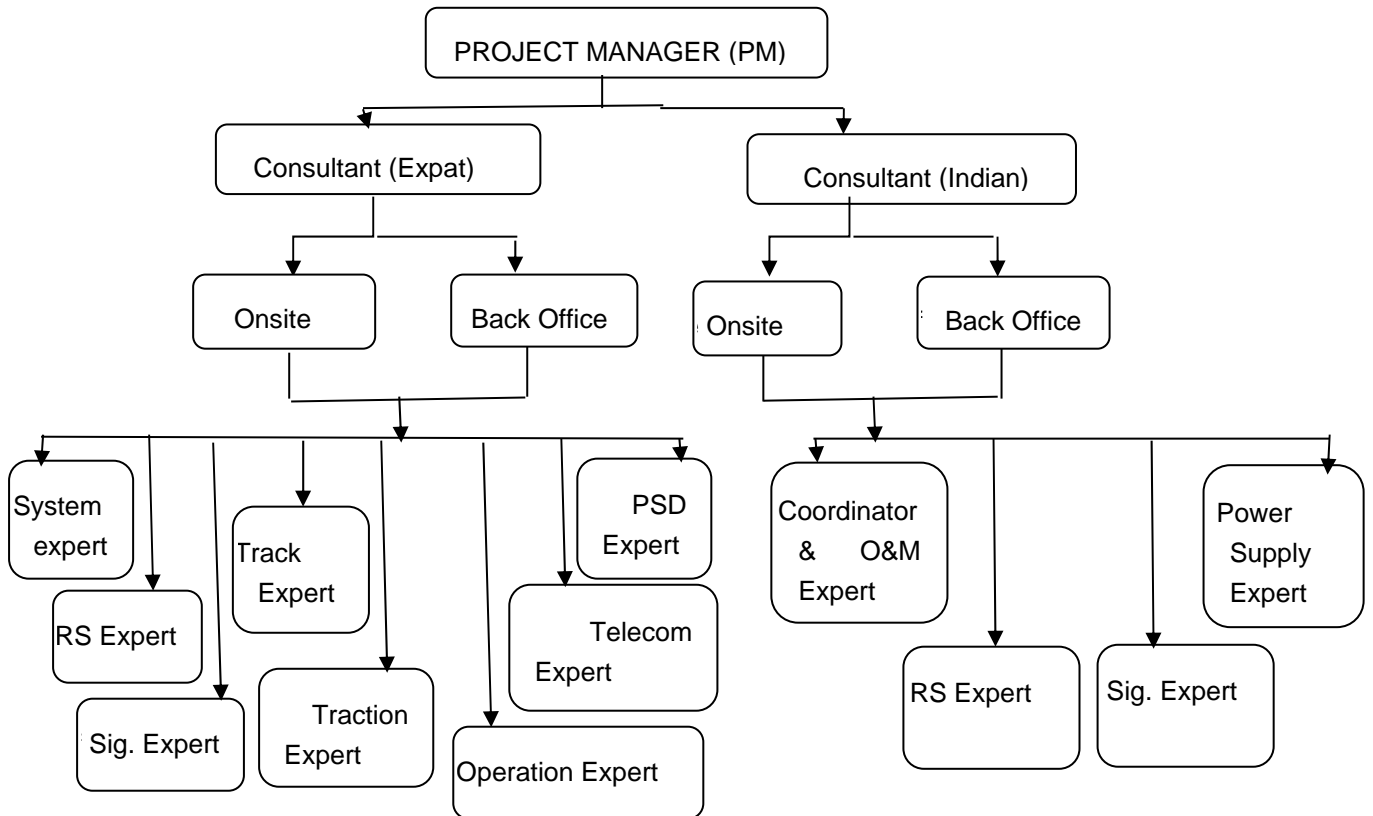 PROJECT MANAGER (PM)
Consultant (Expat)
Consultant (Indian)
Onsite
Back Office
Onsite
Back Office
System
expert
RS Expert
Sig. Expert
Track
Expert
Traction
Expert
Operation Expert
Telecom
Expert
PSD
Expert
Coordinator
& O&M
Expert
RS Expert
Sig. Expert
Power
Supply
Expert